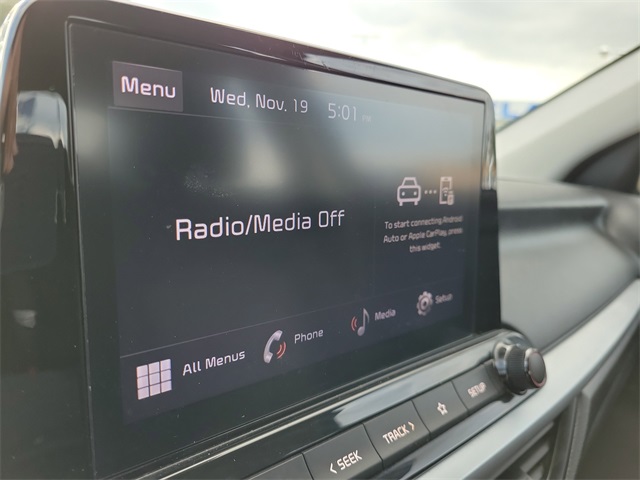 Menu
Wed, Nov. 19
5:01 PM
Radio/Media Off
To start connecting Android
Auto or Apple CarPlay, press
this widget.
All Menus
Phone
Media
Setup
< SEEK
TRACK >
SETUP